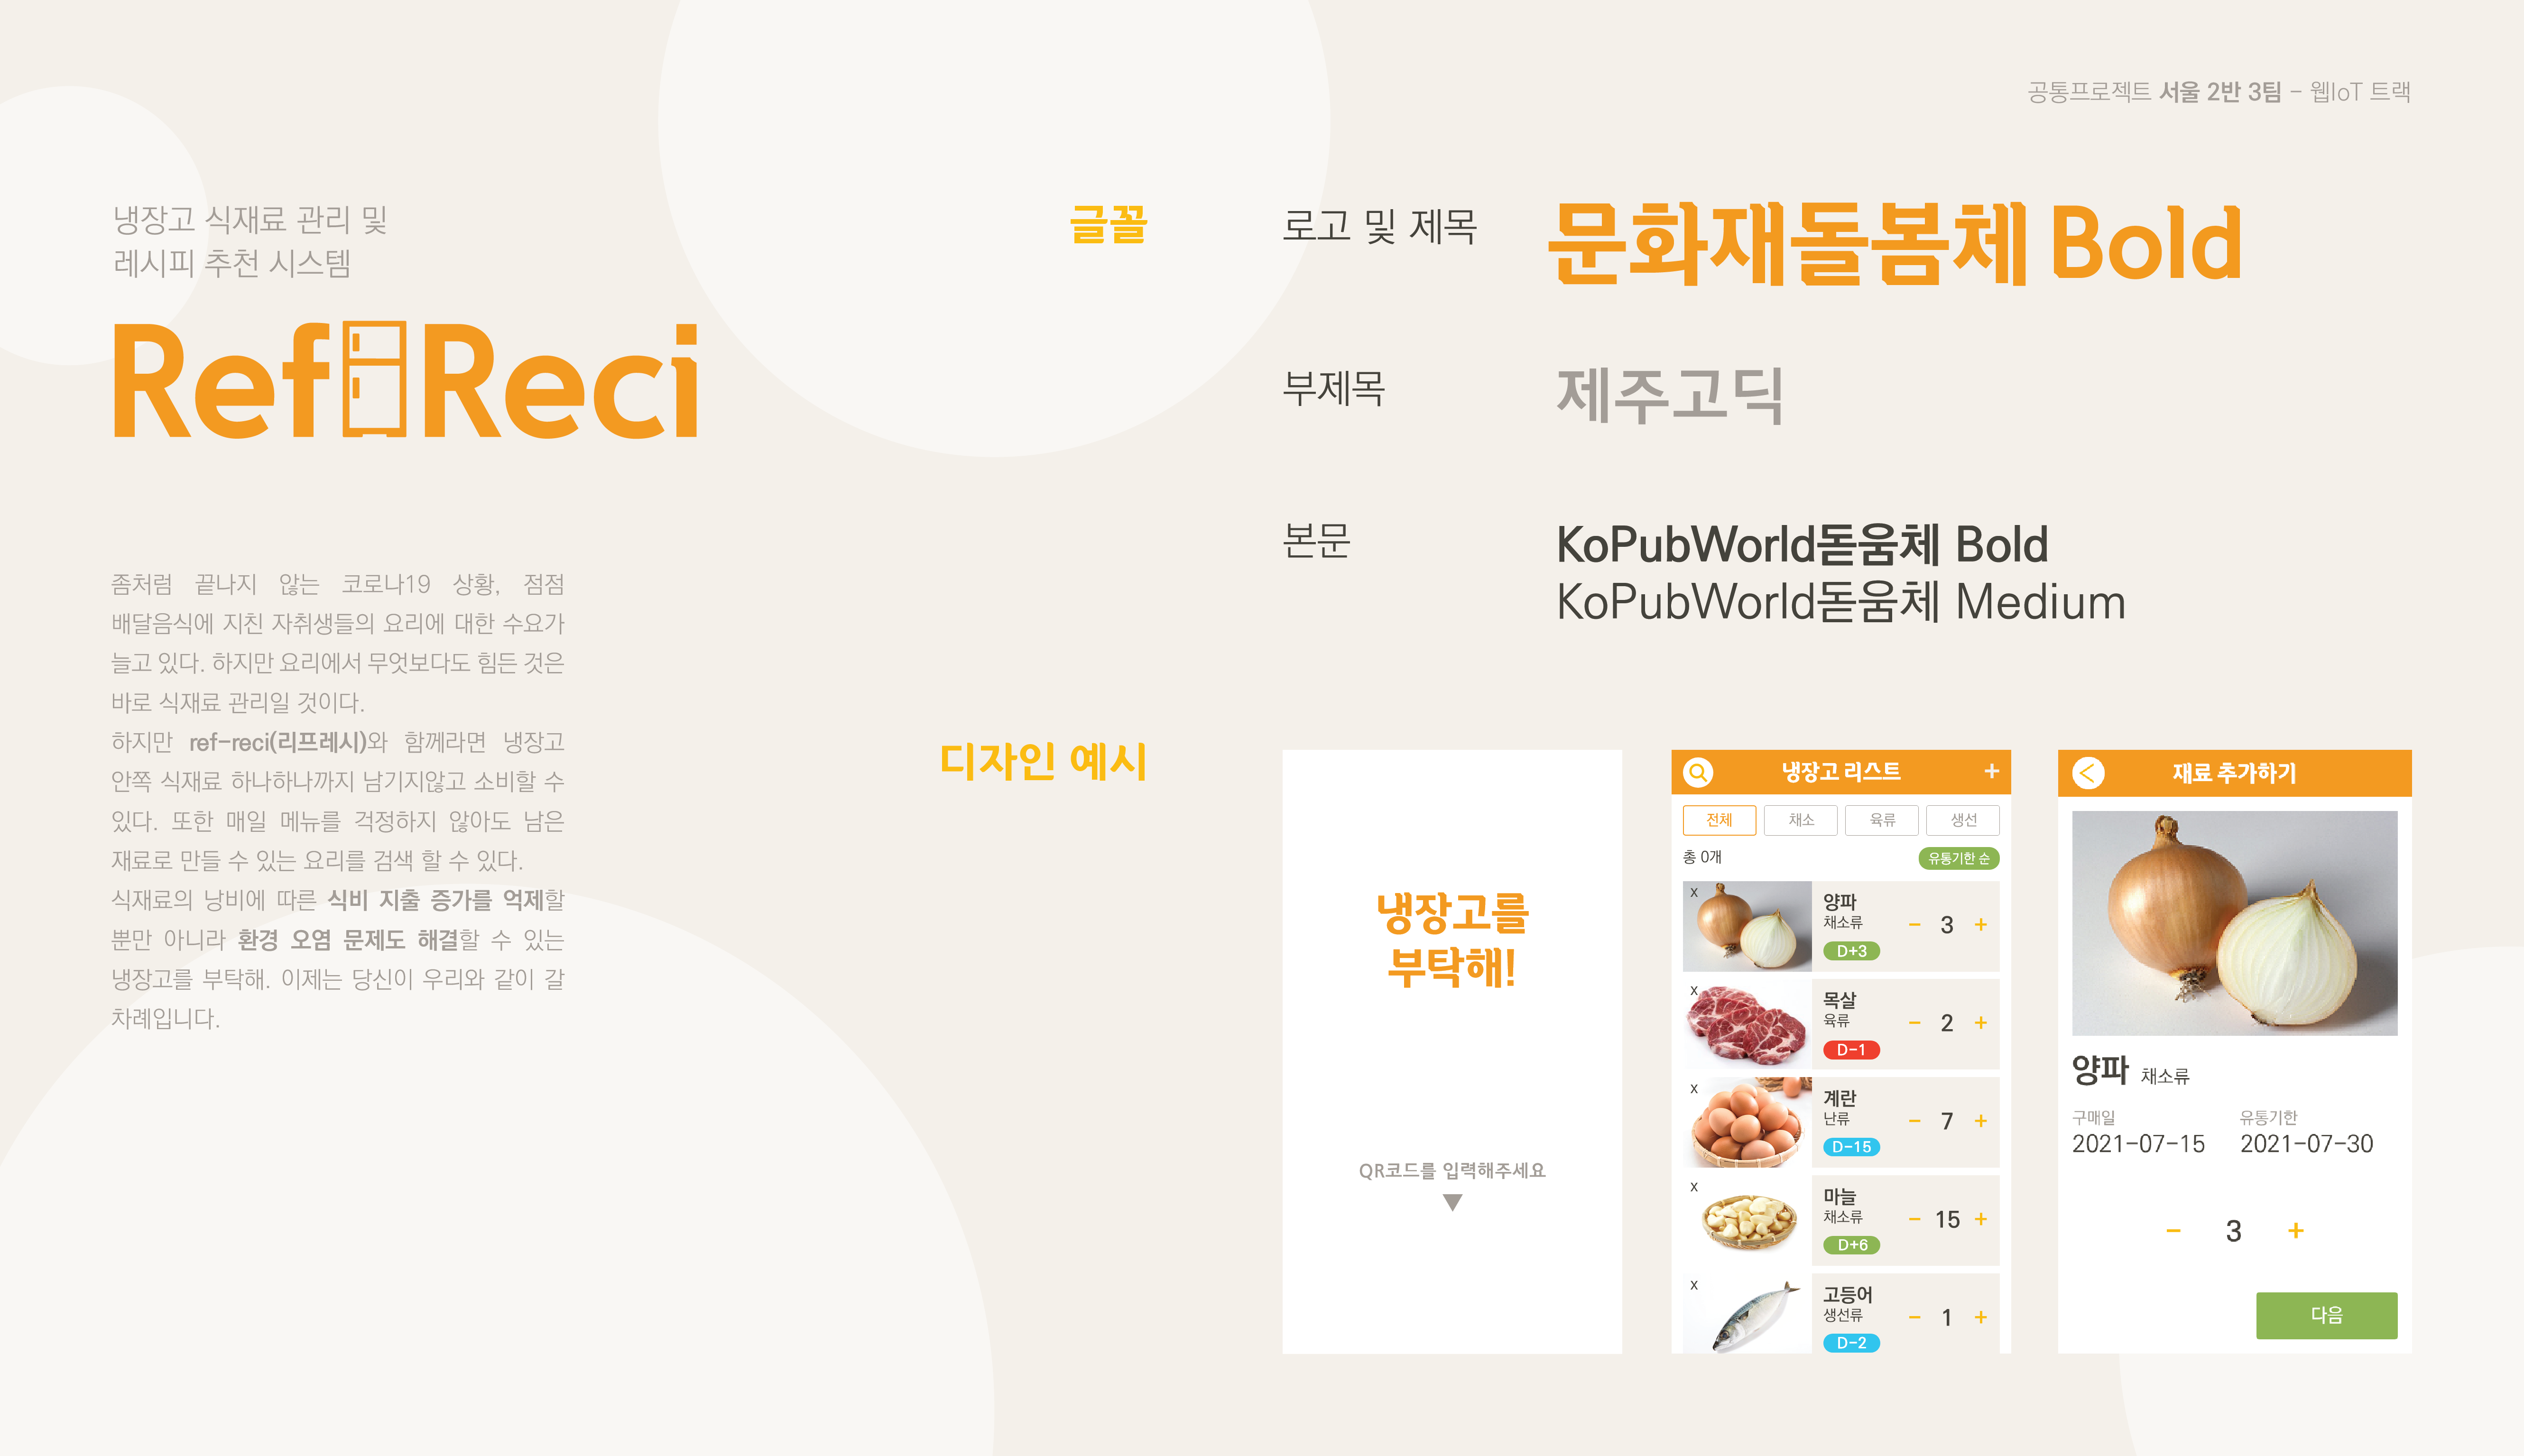 공통프로젝트 서울 2반 3팀 - 웹IoT 트랙
냉장고 식재료 관리 및
레시피 추천 시스템
Ref Reci
좀처럼 끝나지 않는 코로나19 상황, 점점
배달음식에 지친 자취생들의 요리에 대한 수요가
늘고 있다. 하지만 요리에서 무엇보다도 힘든 것은
바로 식재료 관리일 것이다.
하지만 ref-reci(리프레시)와 함께라면 냉장고
안쪽 식재료 하나하나까지 남기지않고 소비할 수
있다. 또한 매일 메뉴를 걱정하지 않아도 남은
재료로 만들 수 있는 요리를 검색 할 수 있다.
식재료의 낭비에 따른 식비 지출 증가를 억제할
뿐만 아니라 환경 오염 문제도 해결할 수 있는
냉장고를 부탁해. 이제는 당신이 우리와 같이 갈
차례입니다.
글꼴
로고 및 제목 문화재돌봄체 Bold
부제목 제주고딕
본문 KoPubWorld돋움체 Bold
KoPubWorld돋움체 Medium
디자인 예시
냉장고를
부탁해!
QR코드를 입력해주세요
▼
냉장고 리스트 +
전체 채소 육류 생선
총 0개 유통기한 순
x
양파
채소류
- 3 +
D+3
x
목살
육류
- 2 +
D-1
x
계란
난류
- 7 +
D-15
x
마늘
채소류
- 15 +
D+6
x
고등어
생선류
- 1 +
D-2
< 재료 추가하기
양파 채소류
구매일 유통기한
2021-07-15 2021-07-30
- 3 +
다음